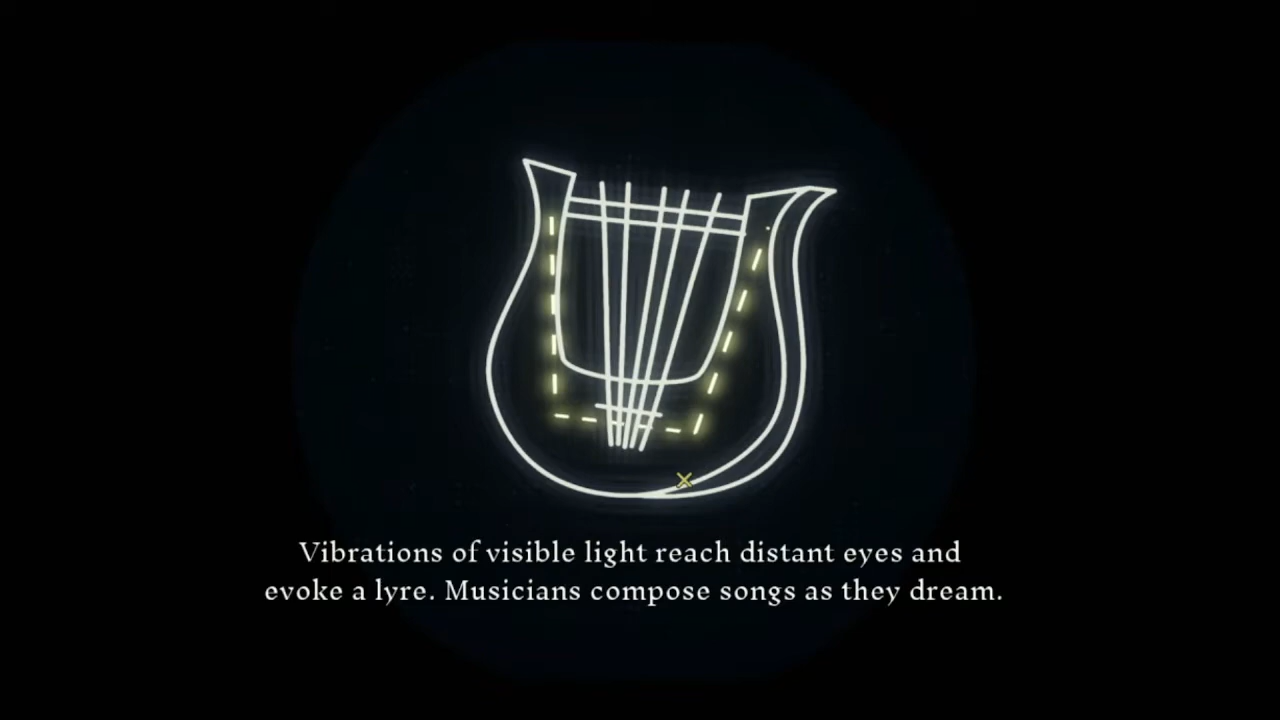 Vibrations of visible light reach distant eyes and
evoke a lyre. Musicians compose songs as they dream.